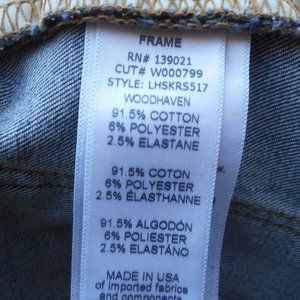 FRAME
RN# 139021
CUT# W000799
STYLE: LHSKRS517
WOODHAVEN
91.5% COTTON
6% POLYESTER
2.5% ELASTANE
91.5% COTON
6% POLYESTER
2.5% ÉLASTHANNE
91.5% ALGODÓN
6% POLIESTER
2.5% ELASTANO
MADE IN USA
of imported fabrics
and components